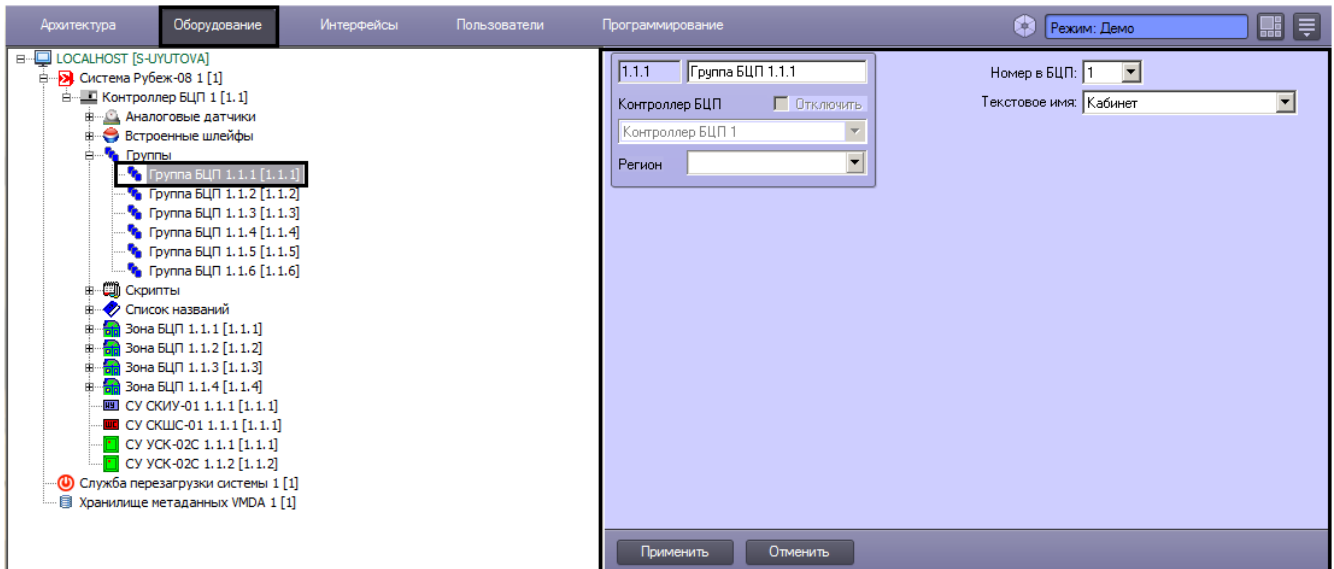 Архитектура Оборудование Интерфейсы Пользователи Программирование Режим: Демо
LOCALHOST [S-UYUTOVA]
Система Рубеж-08 1 [1]
Контроллер БЦП 1 [1.1]
Аналоговые датчики
Встроенные шлейфы
Группы
Группа БЦП 1.1.1 [1.1.1]
Группа БЦП 1.1.2 [1.1.2]
Группа БЦП 1.1.3 [1.1.3]
Группа БЦП 1.1.4 [1.1.4]
Группа БЦП 1.1.5 [1.1.5]
Группа БЦП 1.1.6 [1.1.6]
Скрипты
Список названий
Зона БЦП 1.1.1 [1.1.1]
Зона БЦП 1.1.2 [1.1.2]
Зона БЦП 1.1.3 [1.1.3]
Зона БЦП 1.1.4 [1.1.4]
СУ СКИУ-01 1.1.1 [1.1.1]
СУ СКШС-01 1.1.1 [1.1.1]
СУ УСК-02С 1.1.1 [1.1.1]
СУ УСК-02С 1.1.2 [1.1.2]
Служба перезагрузки системы 1 [1]
Хранилище метаданных VMDA 1 [1]
1.1.1 Группа БЦП 1.1.1
Контроллер БЦП Отключить
Контроллер БЦП 1
Регион
Номер в БЦП: 1
Текстовое имя: Кабинет
Применить Отменить